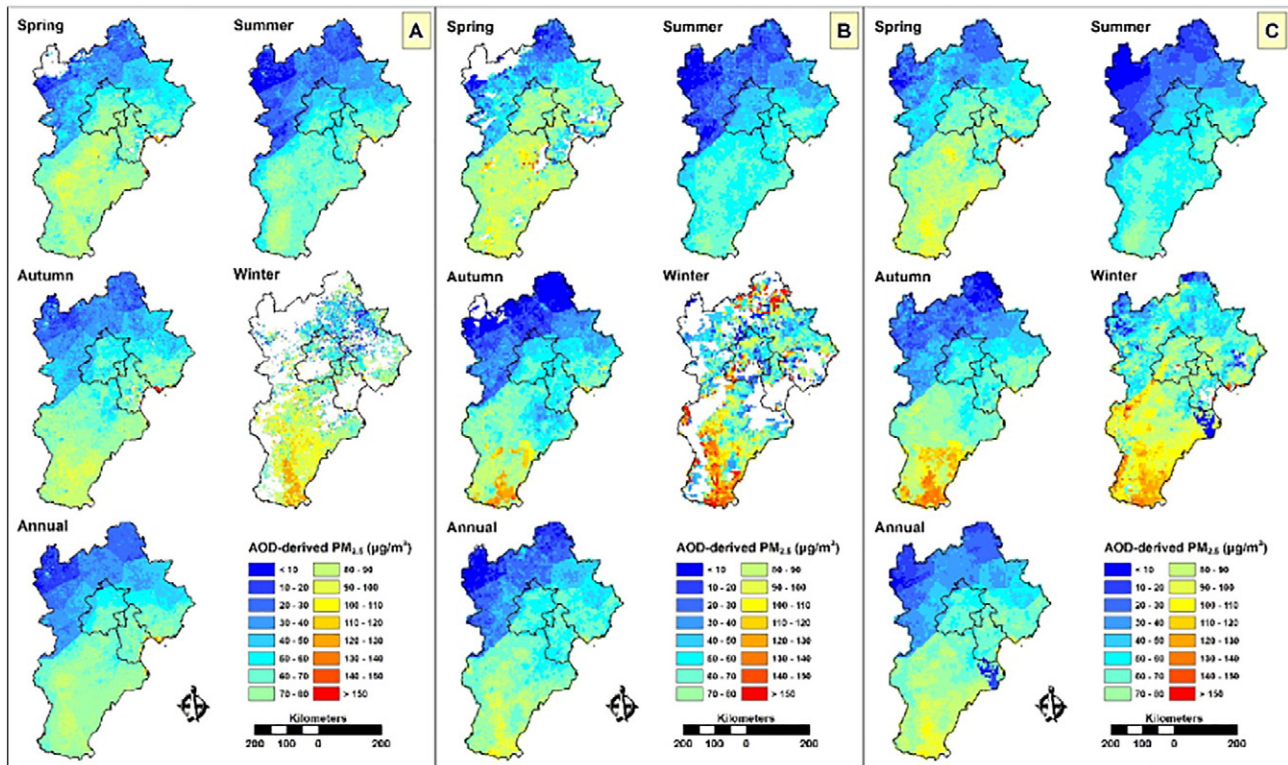 Spring
Summer
A
Autumn
Winter
Annual
AOD-derived PM2.5 (µg/m³)
< 10
80 - 90
10 - 20
90 - 100
20 - 30
100 - 110
30 - 40
110 - 120
40 - 50
120 - 130
50 - 60
130 - 140
60 - 70
140 - 150
70 - 80
> 150
Kilometers
200 100 0 200
Spring
Summer
B
Autumn
Winter
Annual
AOD-derived PM2.5 (µg/m³)
< 10
80 - 90
10 - 20
90 - 100
20 - 30
100 - 110
30 - 40
110 - 120
40 - 50
120 - 130
50 - 60
130 - 140
60 - 70
140 - 150
70 - 80
> 150
Kilometers
200 100 0 200
Spring
Summer
C
Autumn
Winter
Annual
AOD-derived PM2.5 (µg/m³)
< 10
80 - 90
10 - 20
90 - 100
20 - 30
100 - 110
30 - 40
110 - 120
40 - 50
120 - 130
50 - 60
130 - 140
60 - 70
140 - 150
70 - 80
> 150
Kilometers
200 100 0 200